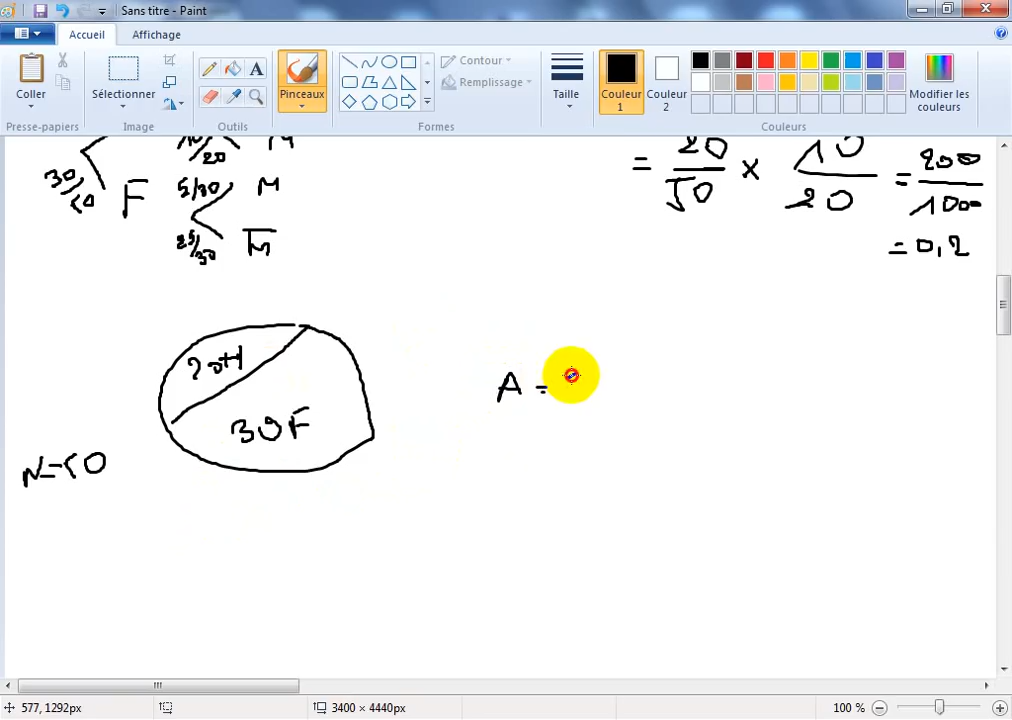 Sans titre - Paint
Accueil Affichage
Coller
Sélectionner
Pinceaux
Contour
Remplissage
Taille
Couleur 1
Couleur 2
Modifier les couleurs
Presse-papiers Image Outils Formes Couleurs
30/50 F
10/20 M
5/30 M
25/30 M̅
= 20/50 × 10/20 = 200/1000
= 0,2
20H
30F
N=50
A =
577, 1292px
3400 × 4440px
100 %